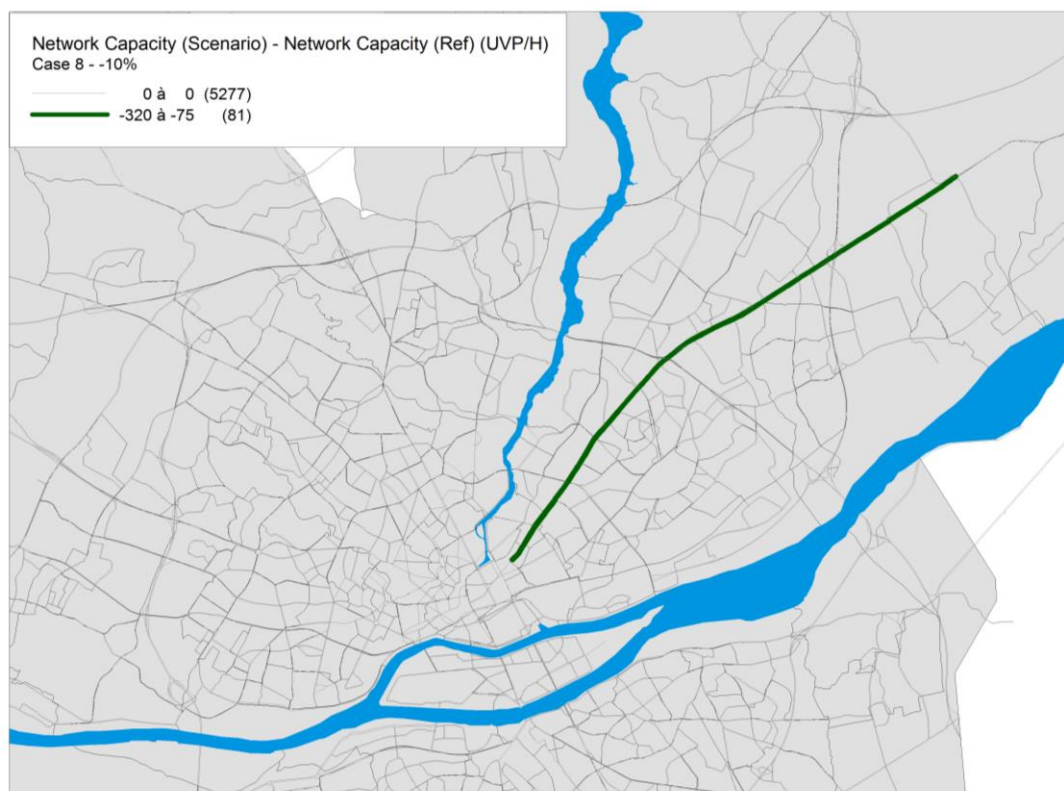 Network Capacity (Scenario) - Network Capacity (Ref) (UVP/H)
Case 8 - -10%
0 à 0 (5277)
-320 à -75 (81)